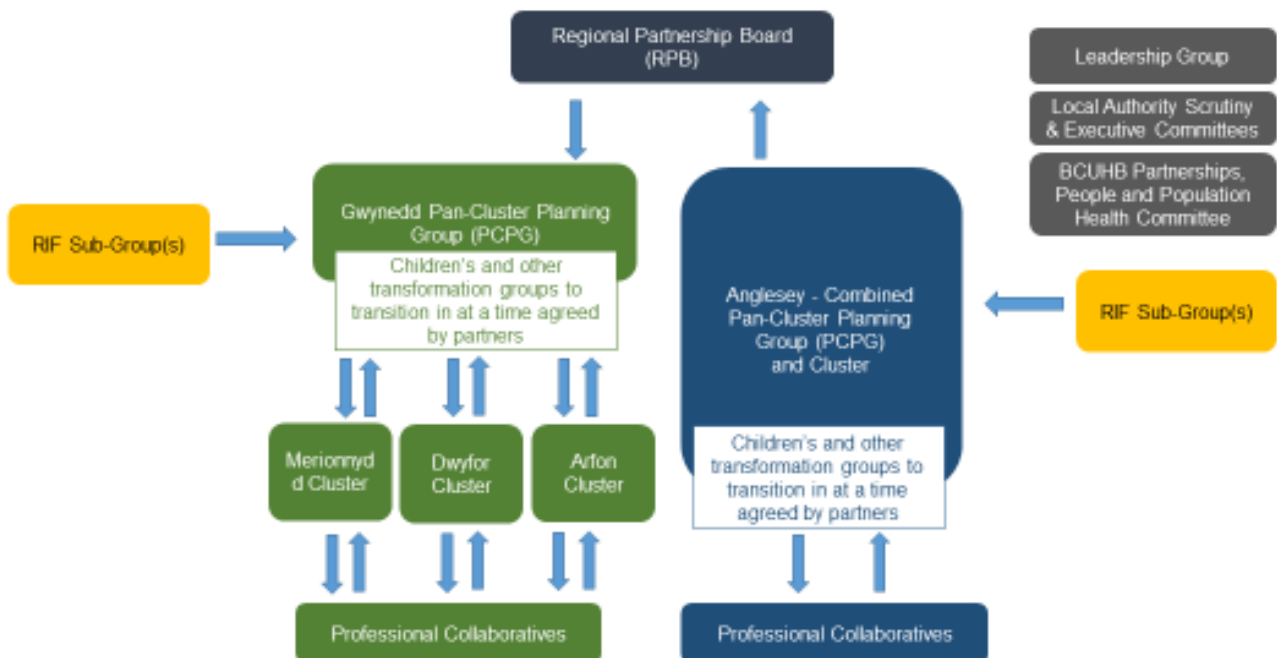 Regional Partnership Board
(RPB)
Leadership Group
Local Authority Scrutiny
& Executive Committees
BCUHB Partnerships,
People and Population
Health Committee
RIF Sub-Group(s)
Gwynedd Pan-Cluster Planning
Group (PCPG)
Children's and other
transformation groups to
transition in at a time agreed
by partners
Anglesey - Combined
Pan-Cluster Planning
Group (PCPG)
and Cluster
RIF Sub-Group(s)
Merionnyd
d Cluster
Dwyfor
Cluster
Arfon
Cluster
Children's and other
transformation groups to
transition in at a time
agreed by partners
Professional Collaboratives
Professional Collaboratives